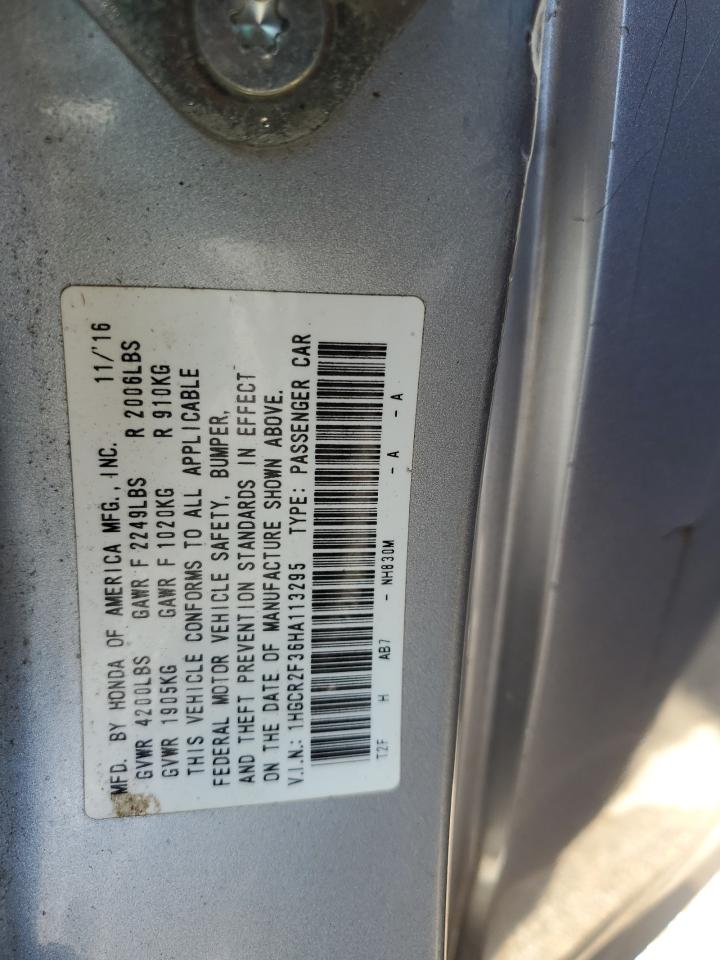 MFD. BY HONDA OF AMERICA MFG., INC. 11/'16
GVWR 4200LBS GAWR F 2249LBS R 2006LBS
GVWR 1905KG GAWR F 1020KG R 910KG
THIS VEHICLE CONFORMS TO ALL APPLICABLE
FEDERAL MOTOR VEHICLE SAFETY, BUMPER,
AND THEFT PREVENTION STANDARDS IN EFFECT
ON THE DATE OF MANUFACTURE SHOWN ABOVE.
V.I.N.: 1HGCR2F36HA113295 TYPE: PASSENGER CAR
T2F H AB7 - NH830M - A - A